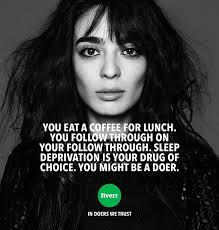 YOU EAT A COFFEE FOR LUNCH.
YOU FOLLOW THROUGH ON
YOUR FOLLOW THROUGH. SLEEP
DEPRIVATION IS YOUR DRUG OF
CHOICE. YOU MIGHT BE A DOER.
fiverr
IN DOERS WE TRUST